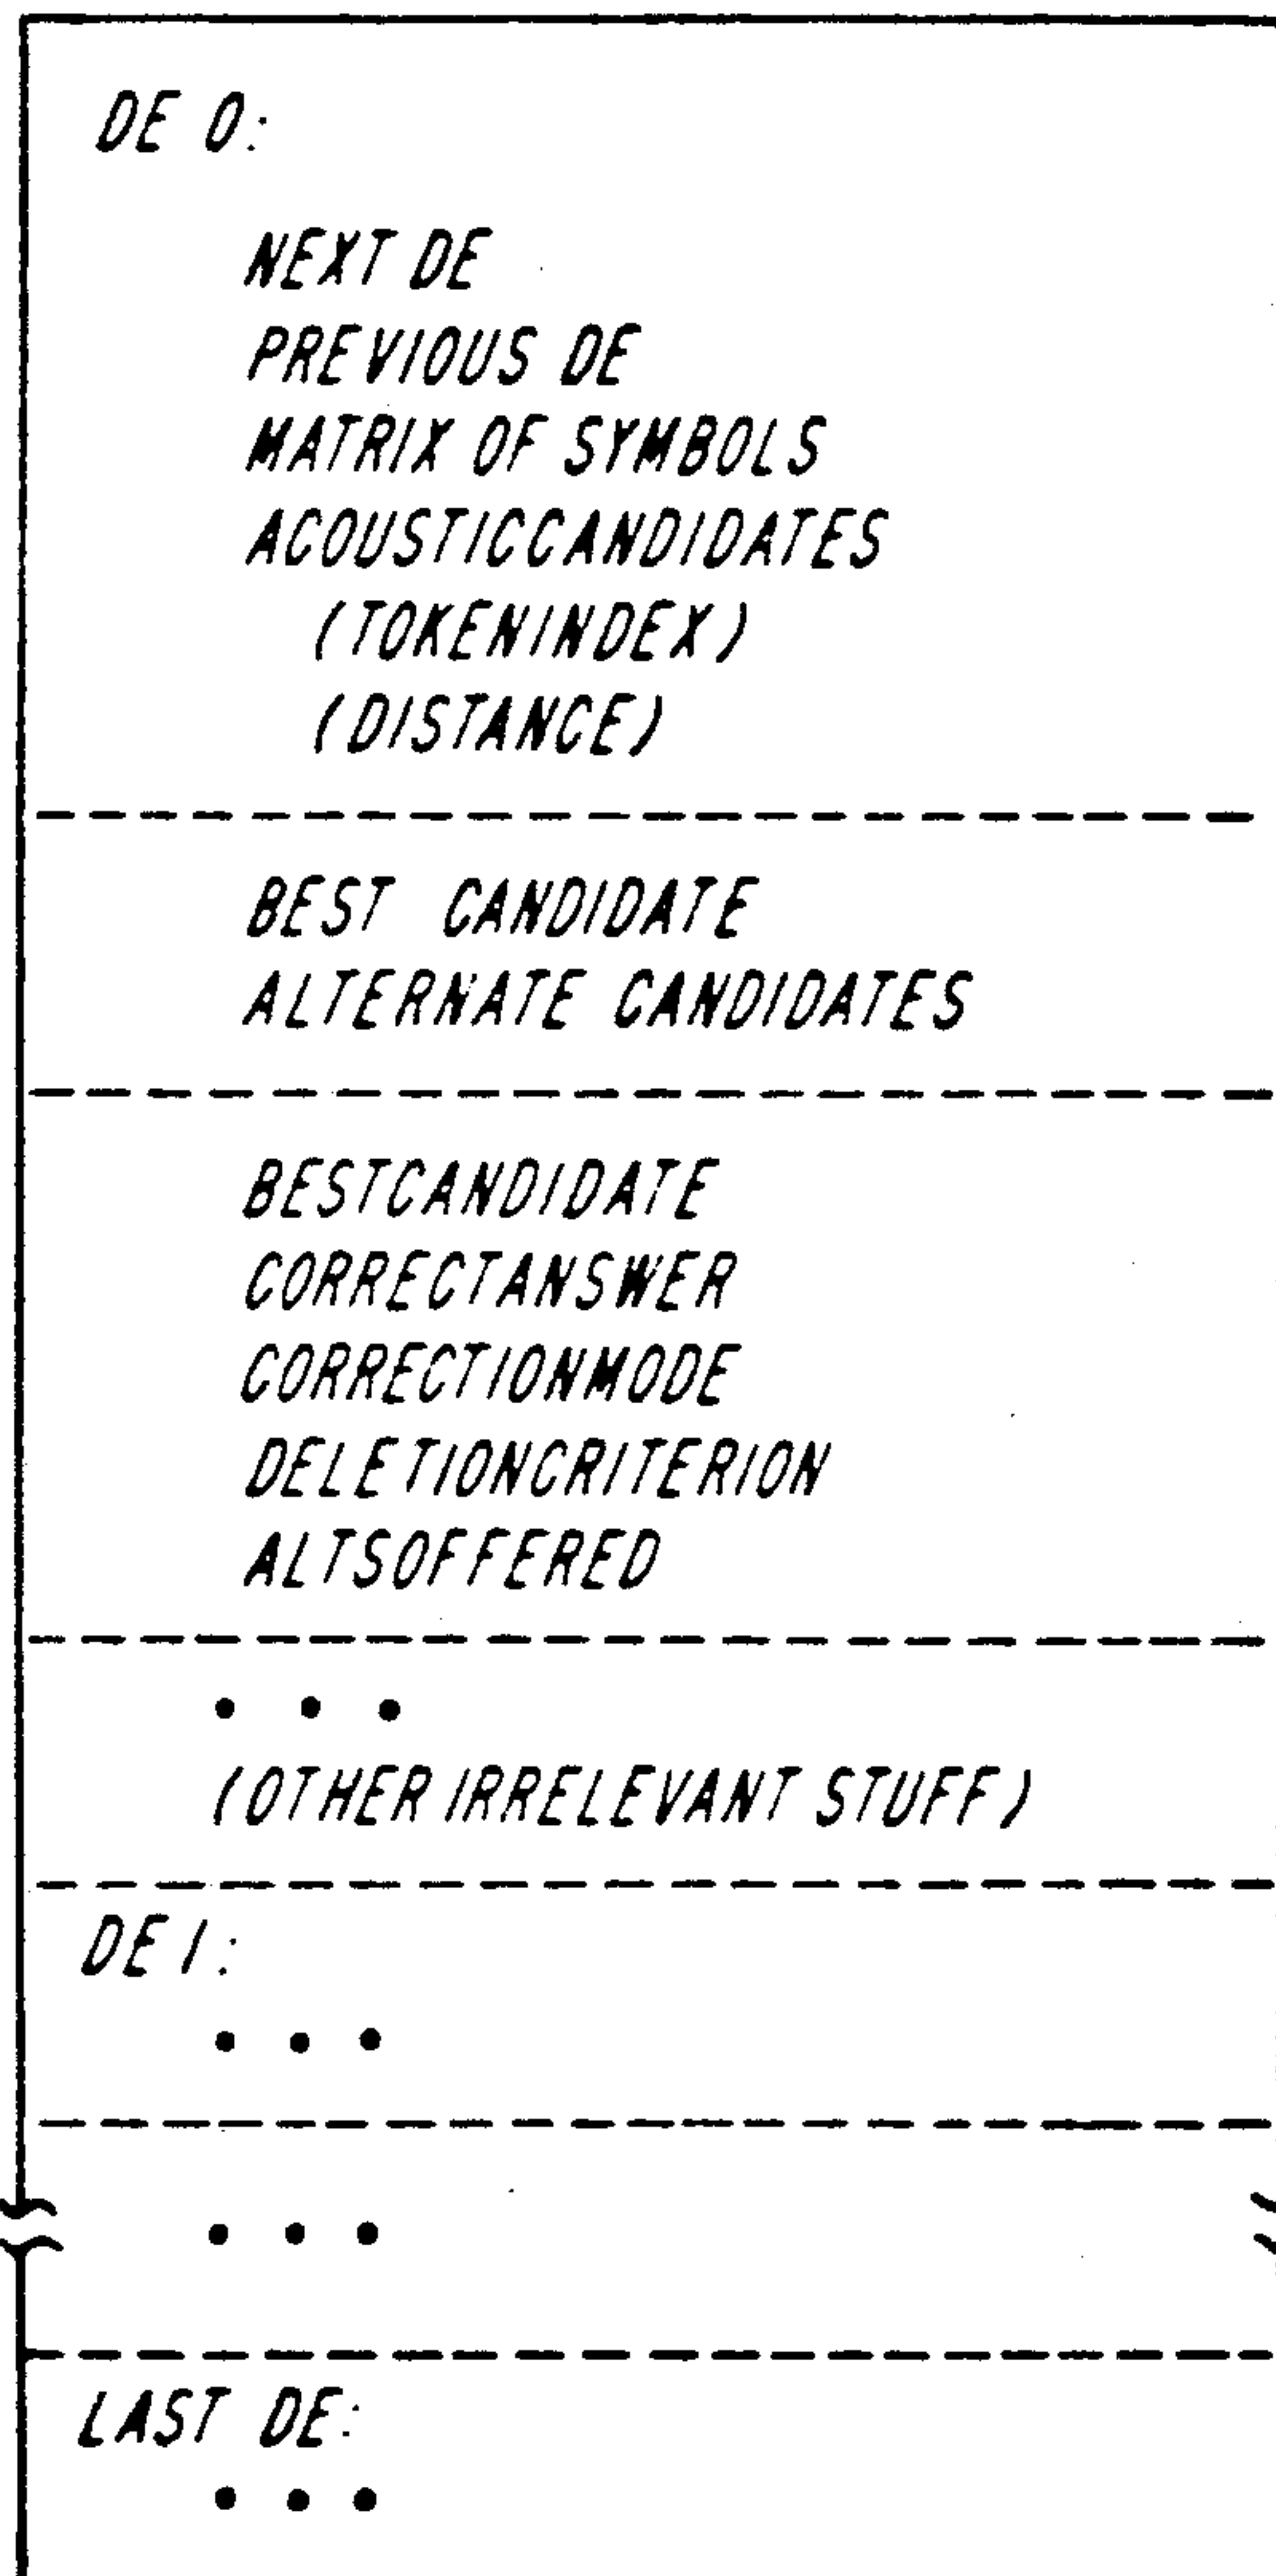 DE 0:
NEXT DE
PREVIOUS DE
MATRIX OF SYMBOLS
ACOUSTICCANDIDATES
(TOKENINDEX)
(DISTANCE)
BEST CANDIDATE
ALTERNATE CANDIDATES
BESTCANDIDATE
CORRECTANSWER
CORRECTIONMODE
DELETIONCRITERION
ALTSOFFERED
• • •
(OTHER IRRELEVANT STUFF)
DE 1:
• • •
• • •
LAST DE:
• • •